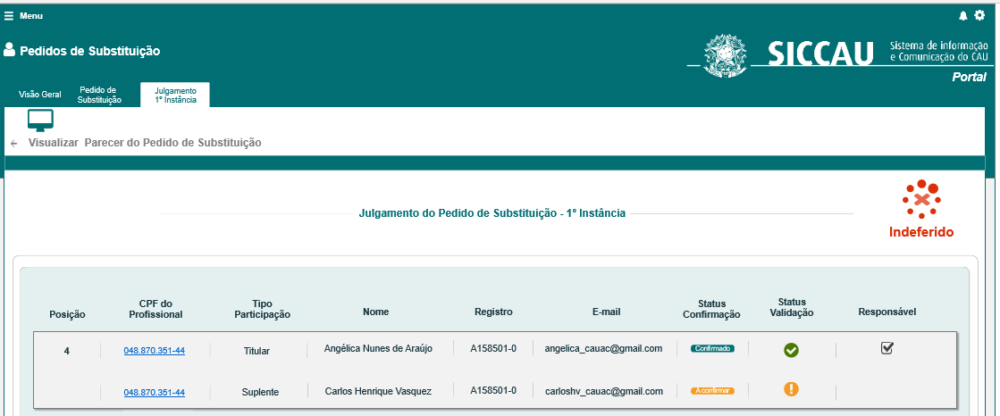 Menu
Pedidos de Substituição
SICCAU
Sistema de informação
e Comunicação do CAU
Portal
Visão Geral
Pedido de
Substituição
Julgamento
1º Instância
Visualizar Parecer do Pedido de Substituição
Julgamento do Pedido de Substituição - 1º Instância
Indeferido
Posição
CPF do
Profissional
Tipo
Participação
Nome
Registro
E-mail
Status
Confirmação
Status
Validação
Responsável
4 048.870.351-44 Titular Angélica Nunes de Araújo A158501-0 angelica_cauac@gmail.com Confirmado
048.870.351-44 Suplente Carlos Henrique Vasquez A158501-0 carloshv_cauac@gmail.com A confirmar